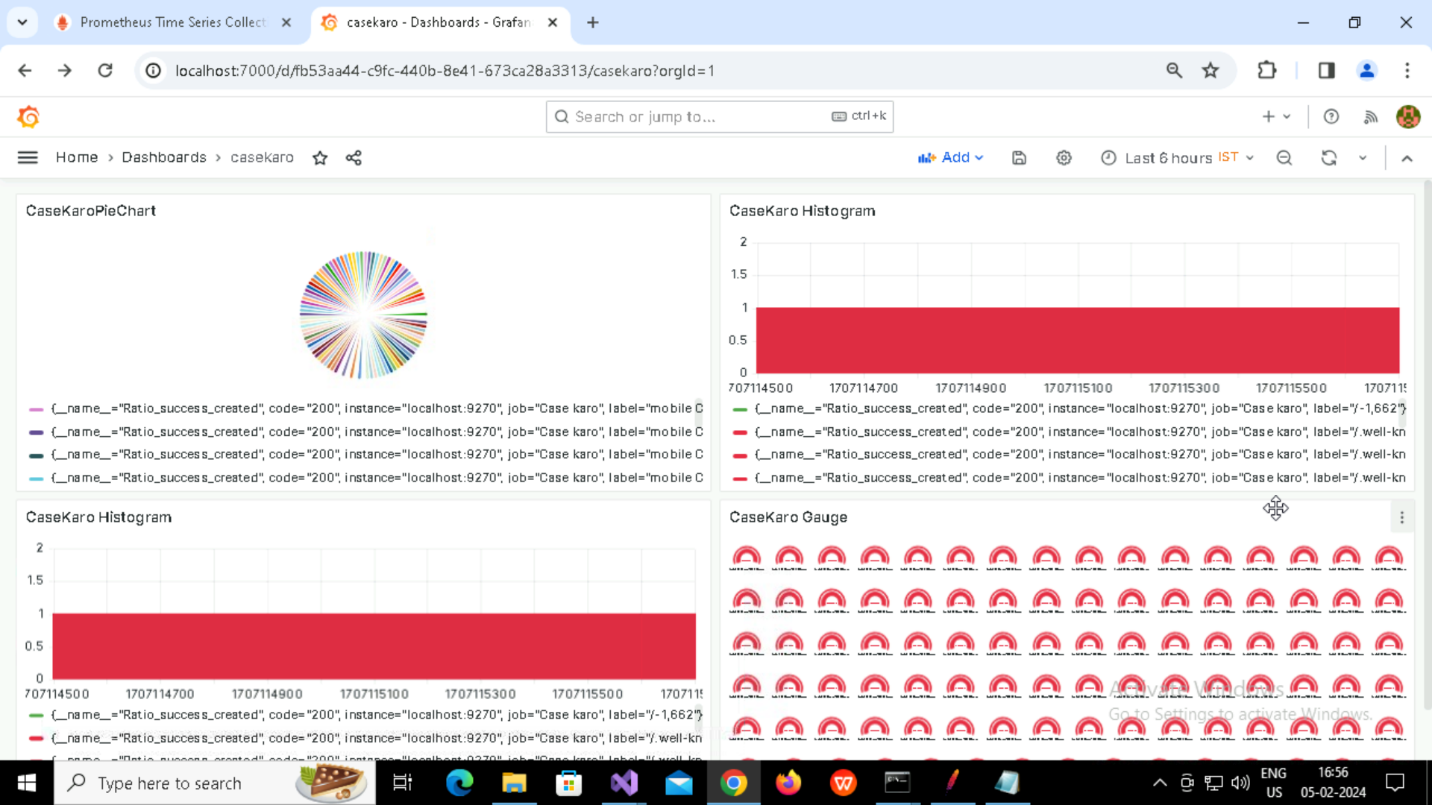 Prometheus Time Series Collect
casekaro - Dashboards - Grafan
localhost:7000/d/fb53aa44-c9fc-440b-8e41-673ca28a3313/casekaro?orgId=1
Search or jump to... ctrl+k
Home › Dashboards › casekaro
Add
Last 6 hours IST
CaseKaroPieChart
{__name__="Ratio_success_created", code="200", instance="localhost:9270", job="Case karo", label="mobile C
{__name__="Ratio_success_created", code="200", instance="localhost:9270", job="Case karo", label="mobile C
{__name__="Ratio_success_created", code="200", instance="localhost:9270", job="Case karo", label="mobile C
{__name__="Ratio_success_created", code="200", instance="localhost:9270", job="Case karo", label="mobile C
CaseKaro Histogram
2
1.5
1
0.5
0
707114500 1707114700 1707114900 1707115100 1707115300 1707115500 170711
{__name__="Ratio_success_created", code="200", instance="localhost:9270", job="Case karo", label="/-1,662"}
{__name__="Ratio_success_created", code="200", instance="localhost:9270", job="Case karo", label="/.well-kn
{__name__="Ratio_success_created", code="200", instance="localhost:9270", job="Case karo", label="/.well-kn
{__name__="Ratio_success_created", code="200", instance="localhost:9270", job="Case karo", label="/.well-kn
CaseKaro Histogram
2
1.5
1
0.5
0
707114500 1707114700 1707114900 1707115100 1707115300 1707115500 170711
{__name__="Ratio_success_created", code="200", instance="localhost:9270", job="Case karo", label="/-1,662"}
{__name__="Ratio_success_created", code="200", instance="localhost:9270", job="Case karo", label="/.well-kn
CaseKaro Gauge
Activate Windows
Go to Settings to activate Windows.
Type here to search
ENG
US
16:56
05-02-2024